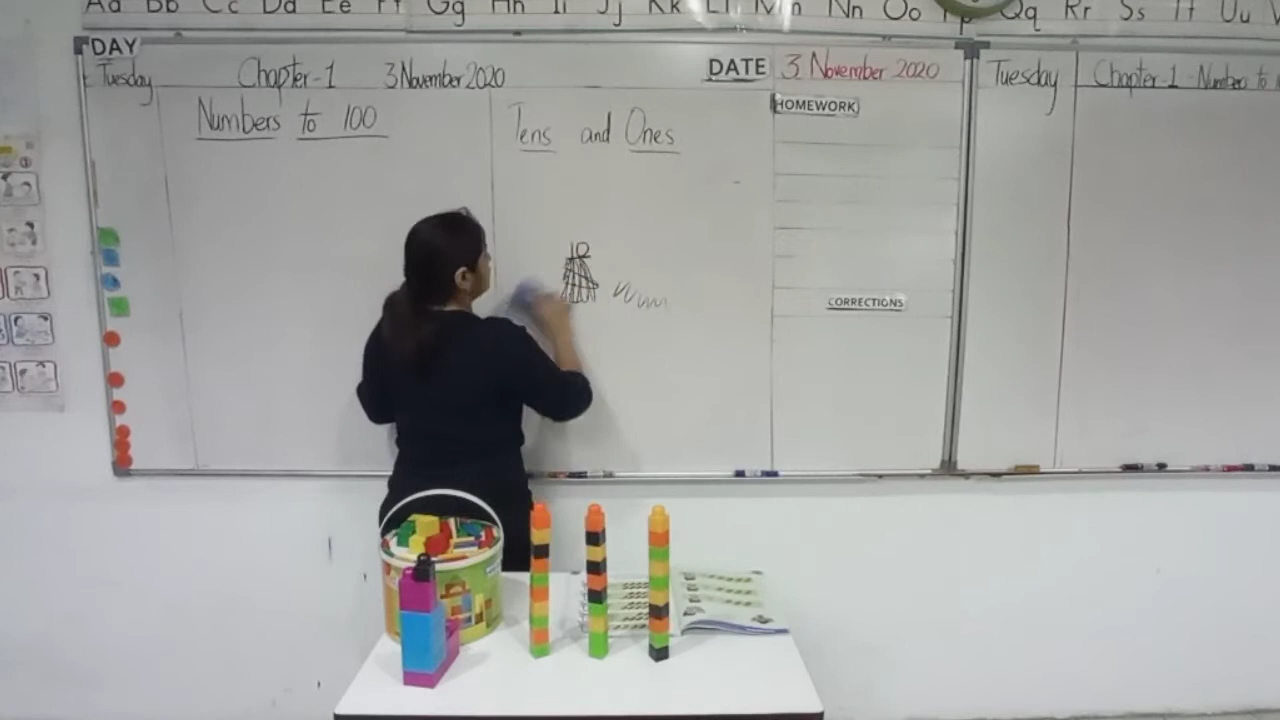 Aa Bb Cc Dd Ee Ff Gg Hh Ii Jj Kk Ll Mm Nn Oo Pp Qq Rr Ss Tt Uu
DAY
Tuesday Chapter-1 3 November 2020
DATE 3 November 2020
Numbers to 100
Tens and Ones
10
HOMEWORK
CORRECTIONS
Tuesday Chapter 1 - Numbers to